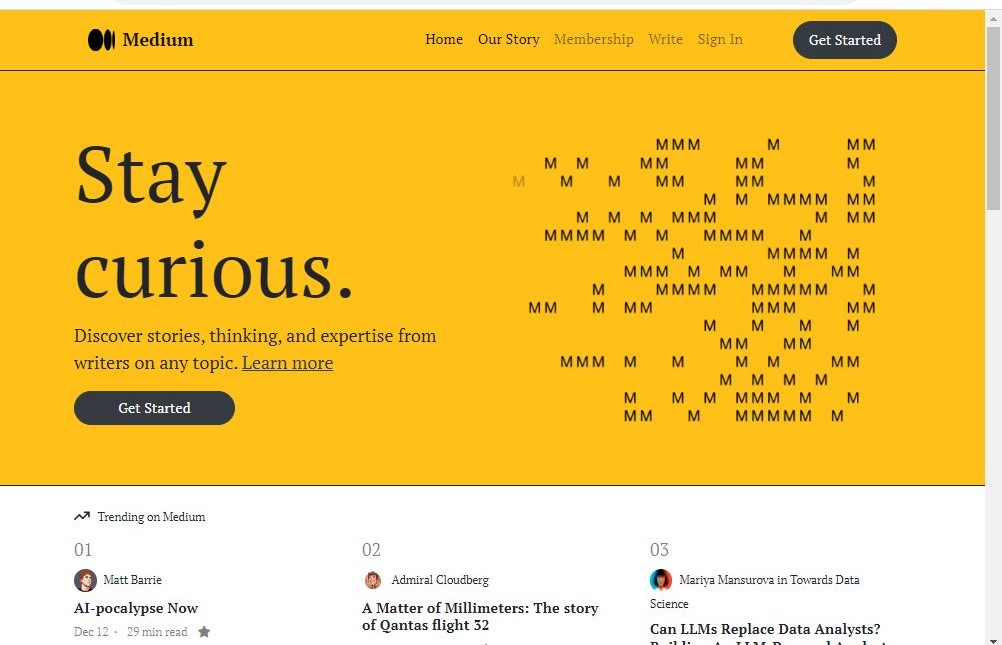 Medium
Home Our Story Membership Write Sign In Get Started
Stay
curious.
M M M M M M
M M M M M M M
M M M M M M M M
M M M M M M M M
M M M M M M M M M
M M M M M M M M M M M
M M M M M M
M M M M M M M M M
M M M M M M M M M M M
M M M M M M M M M M
M M M M
M M M M
M M M M M M M M M
M M M M
M M M M M M M M
M M M M M M M M M
Discover stories, thinking, and expertise from
writers on any topic. Learn more
Get Started
Trending on Medium
01
Matt Barrie
AI-pocalypse Now
Dec 12 · 29 min read
02
Admiral Cloudberg
A Matter of Millimeters: The story
of Qantas flight 32
03
Mariya Mansurova in Towards Data
Science
Can LLMs Replace Data Analysts?